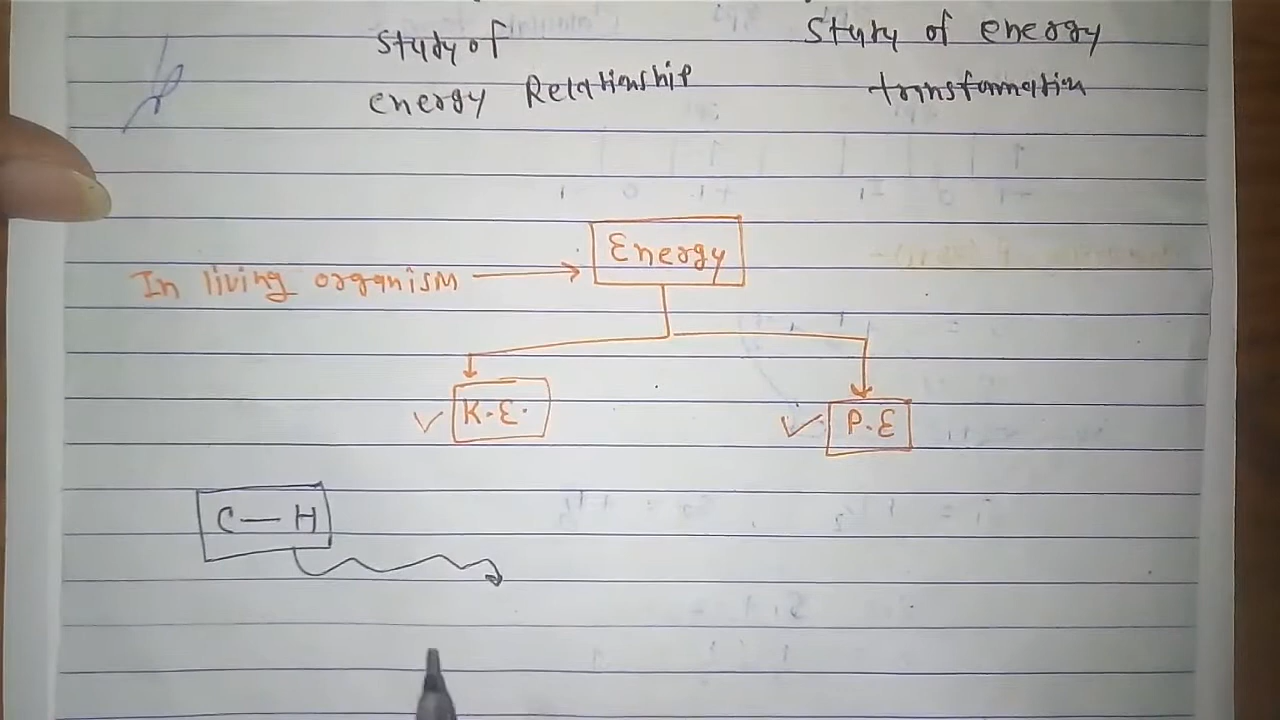 Study of
energy Relationship
Study of energy
transformation
In living organism
Energy
K.E.
P.E
C—H